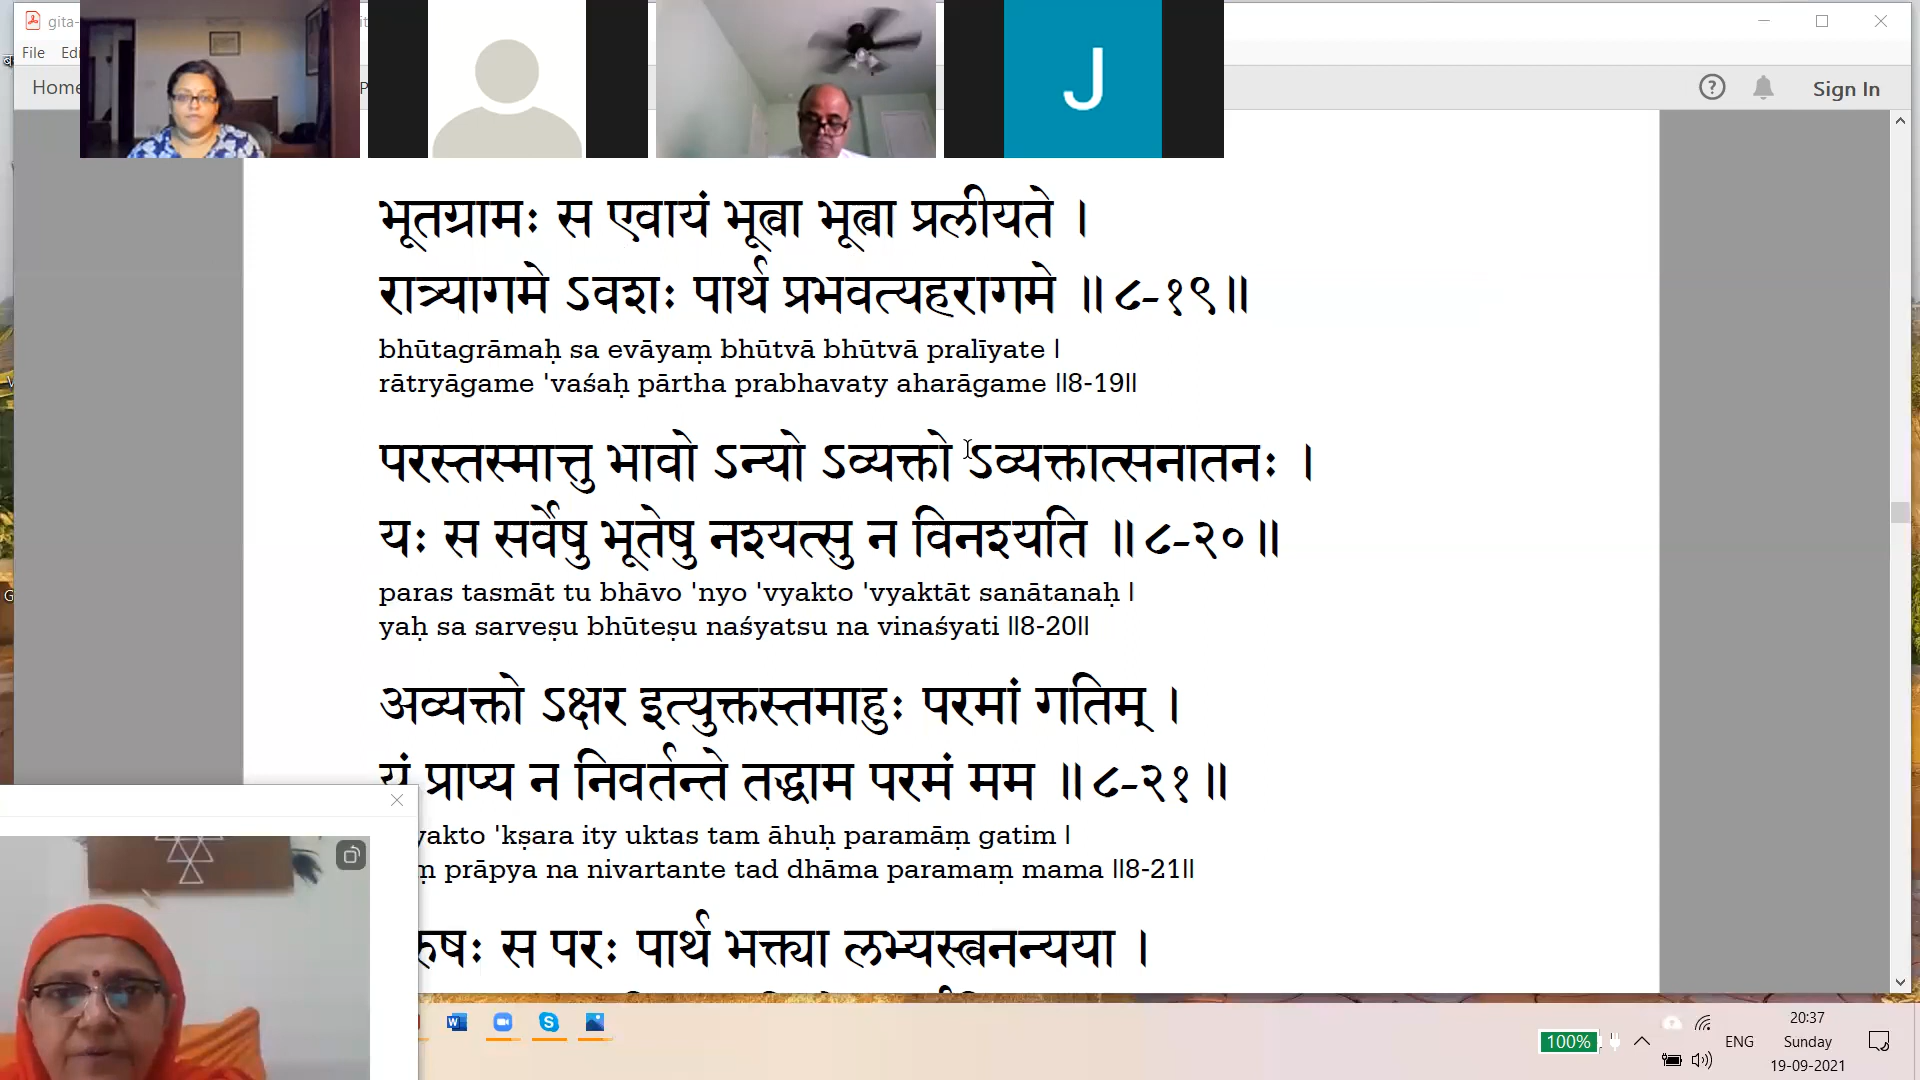 gita-
File Edi
Home
J
Sign In
भूतग्रामः स एवायं भूत्वा भूत्वा प्रलीयते ।
रात्र्यागमे ऽवशः पार्थ प्रभवत्यहरागमे ॥८-१९॥
bhūtagrāmaḥ sa evāyaṃ bhūtvā bhūtvā pralīyate |
rātryāgame 'vaśaḥ pārtha prabhavaty aharāgame ||8-19||
परस्तस्मात्तु भावो ऽन्यो ऽव्यक्तो ऽव्यक्तात्सनातनः ।
यः स सर्वेषु भूतेषु नश्यत्सु न विनश्यति ॥८-२०॥
paras tasmāt tu bhāvo 'nyo 'vyakto 'vyaktāt sanātanaḥ |
yaḥ sa sarveṣu bhūteṣu naśyatsu na vinaśyati ||8-20||
अव्यक्तो ऽक्षर इत्युक्तस्तमाहुः परमां गतिम् ।
यं प्राप्य न निवर्तन्ते तद्धाम परमं मम ॥८-२१॥
yakto 'kṣara ity uktas tam āhuḥ paramāṃ gatim |
ṃ prāpya na nivartante tad dhāma paramaṃ mama ||8-21||
रुषः स परः पार्थ भक्त्या लभ्यस्त्वनन्यया ।
100%
ENG
20:37
Sunday
19-09-2021